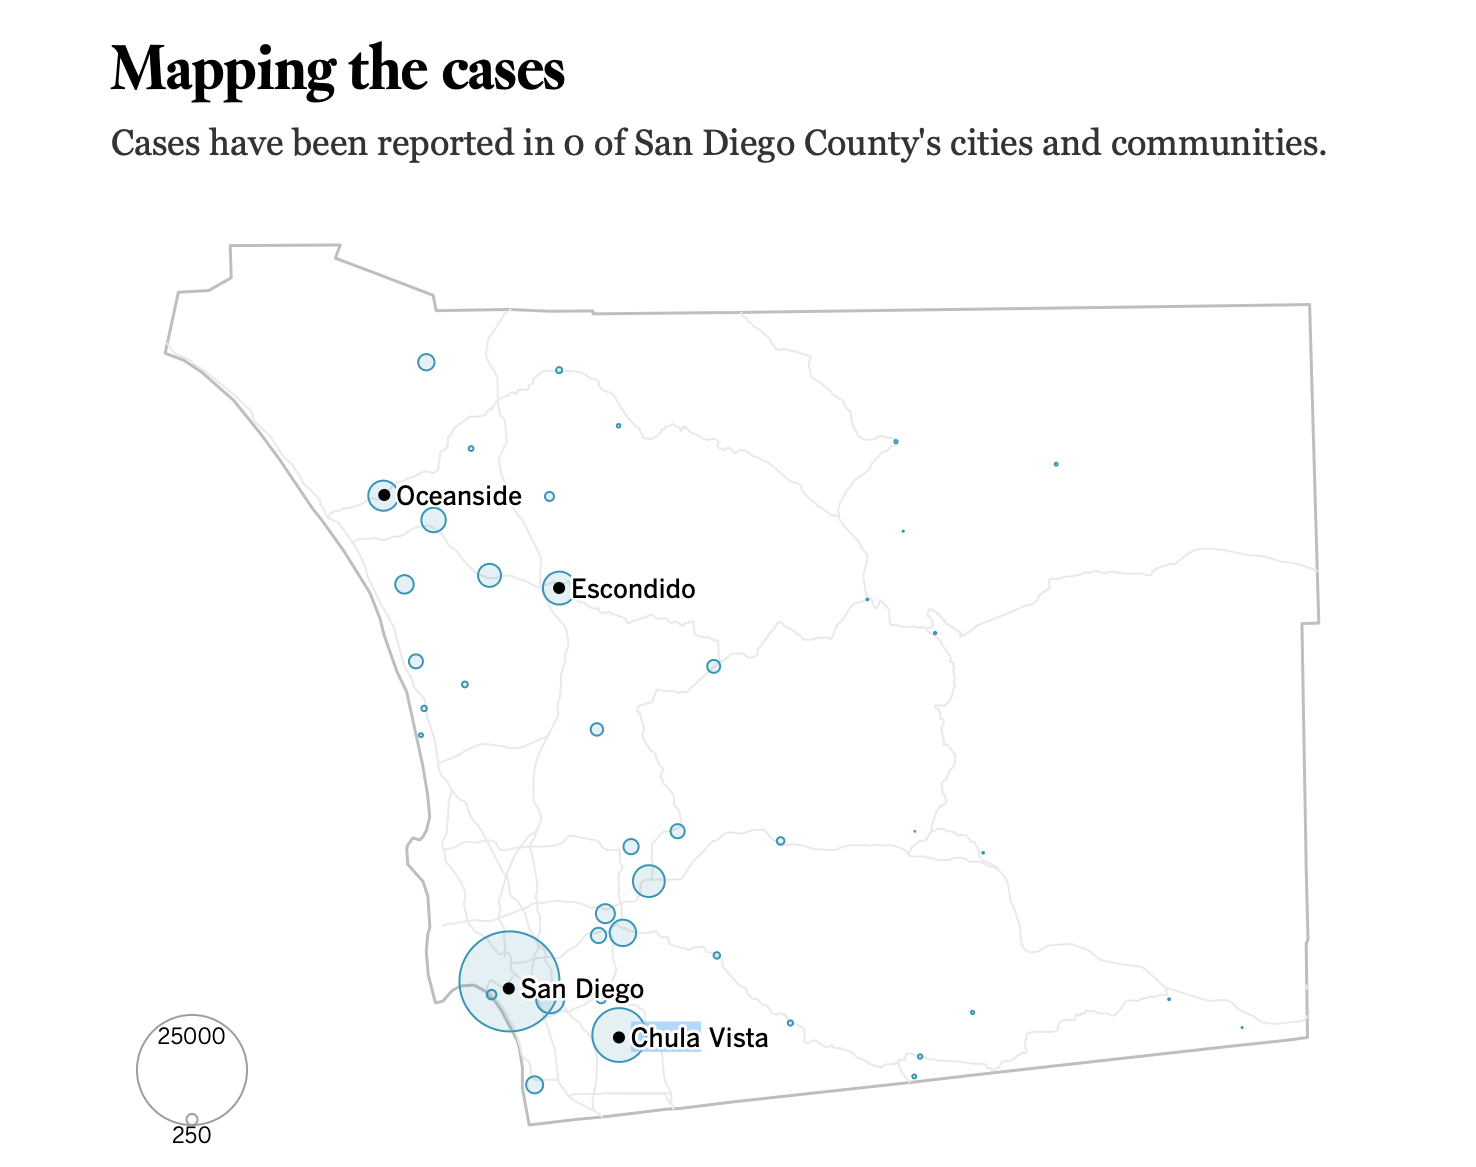 Mapping the cases
Cases have been reported in 0 of San Diego County's cities and communities.
Oceanside
Escondido
San Diego
Chula Vista
25000
250